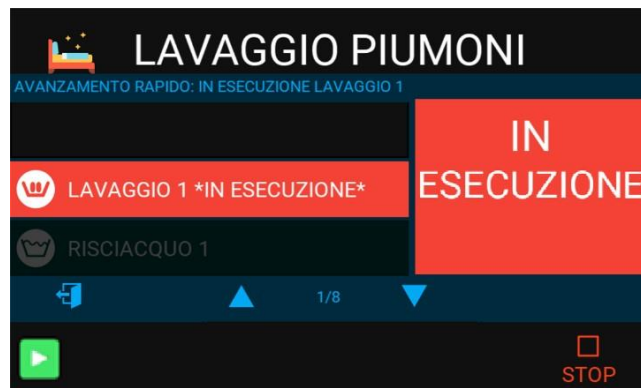 LAVAGGIO PIUMONI
AVANZAMENTO RAPIDO: IN ESECUZIONE LAVAGGIO 1
IN
ESECUZIONE
LAVAGGIO 1 *IN ESECUZIONE*
RISCIACQUO 1
1/8
STOP